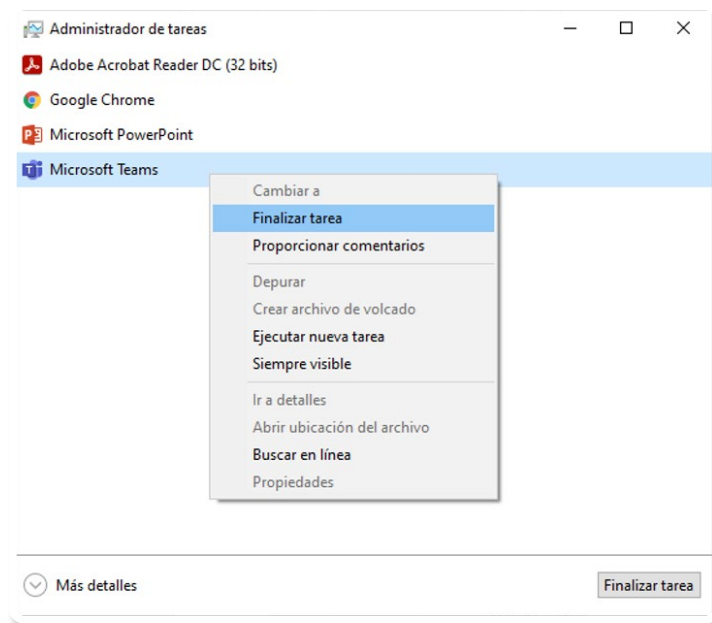 Administrador de tareas
Adobe Acrobat Reader DC (32 bits)
Google Chrome
Microsoft PowerPoint
Microsoft Teams
Cambiar a
Finalizar tarea
Proporcionar comentarios
Depurar
Crear archivo de volcado
Ejecutar nueva tarea
Siempre visible
Ir a detalles
Abrir ubicación del archivo
Buscar en línea
Propiedades
Más detalles
Finalizar tarea